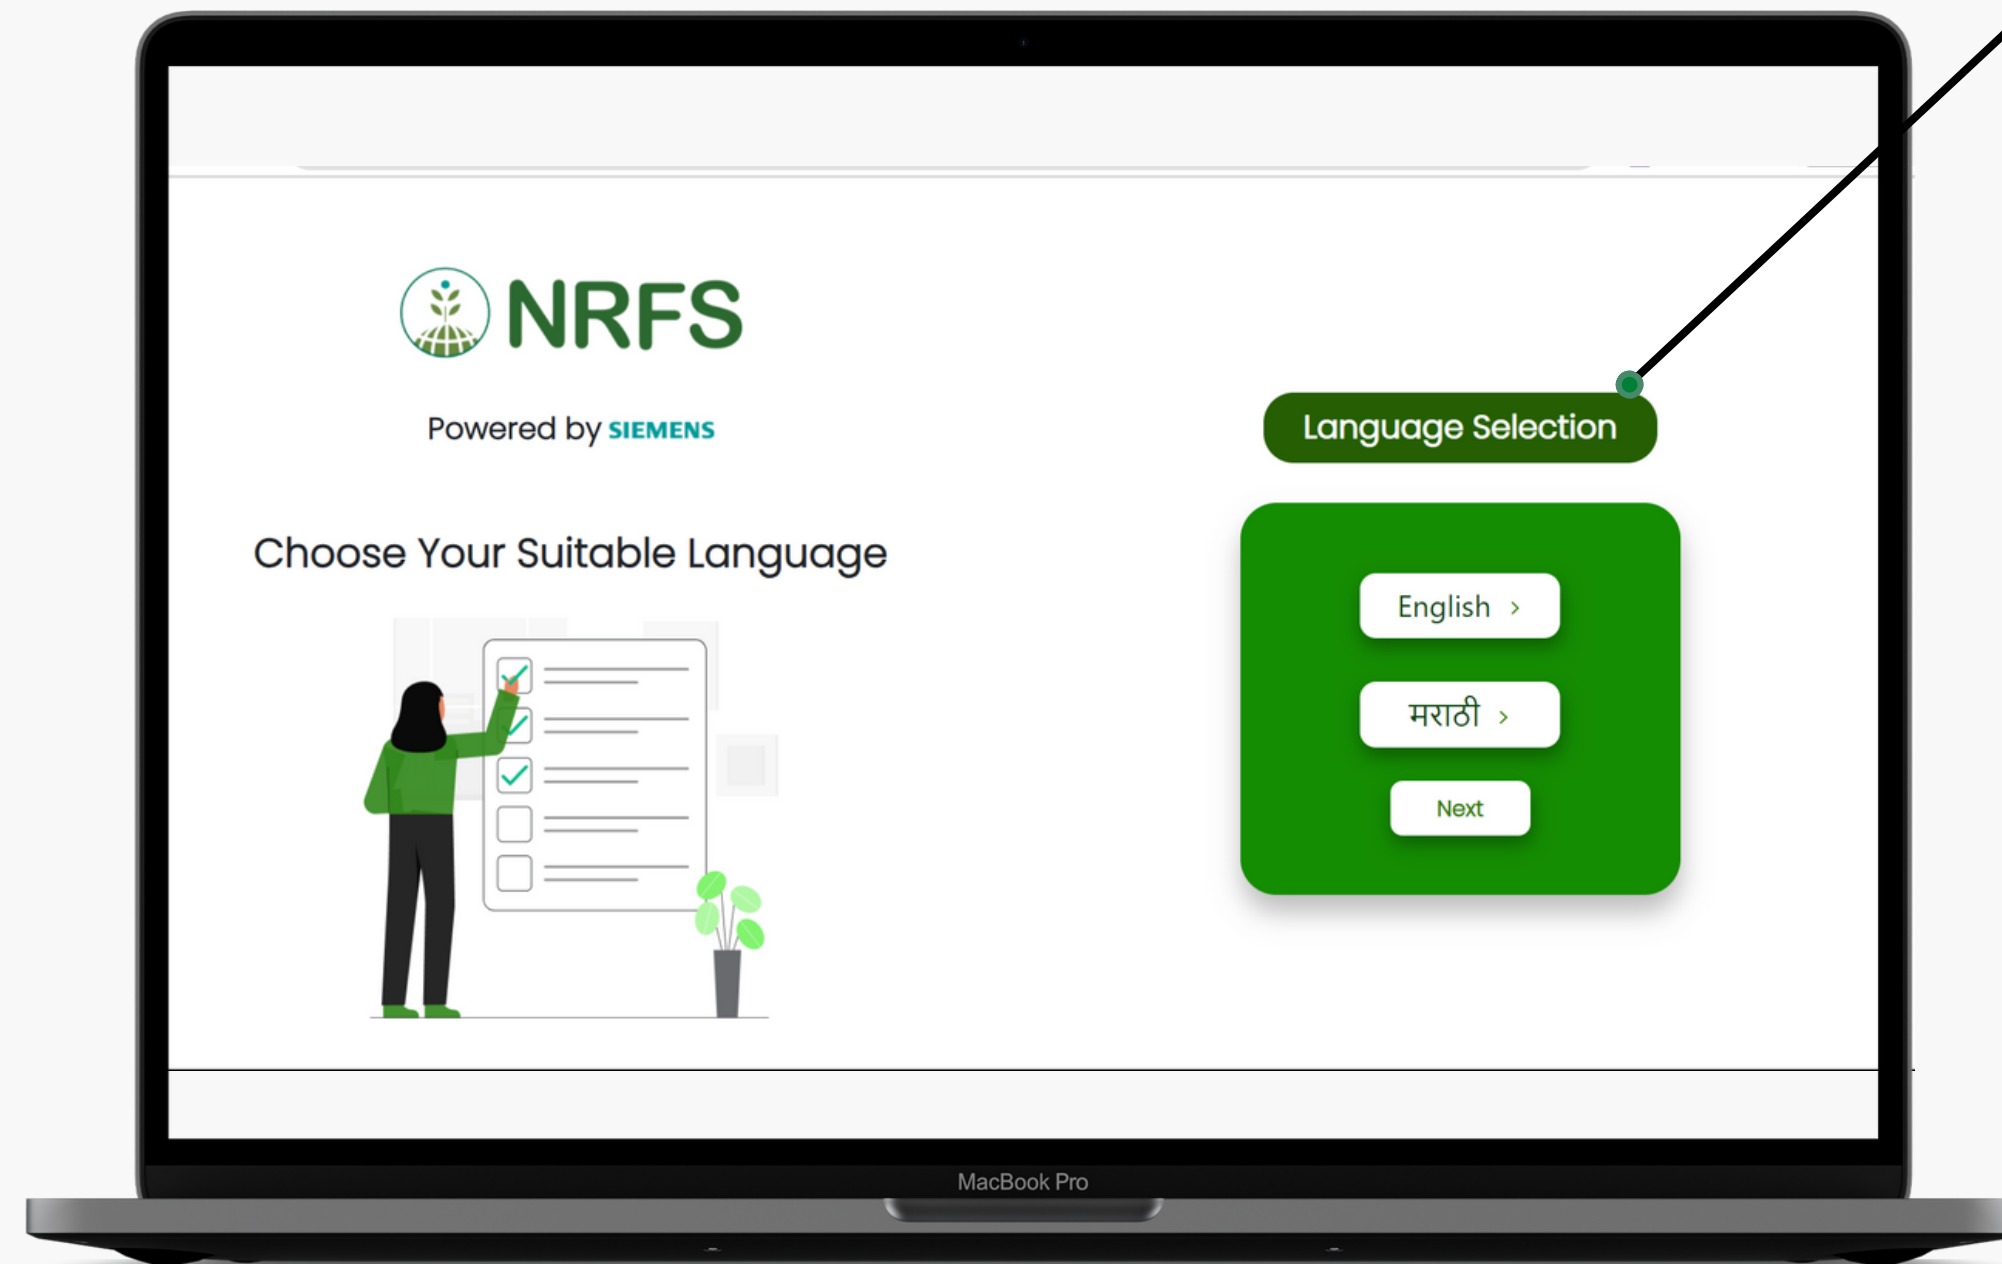 NRFS
Powered by SIEMENS
Choose Your Suitable Language
Language Selection
English >
मराठी >
Next
MacBook Pro